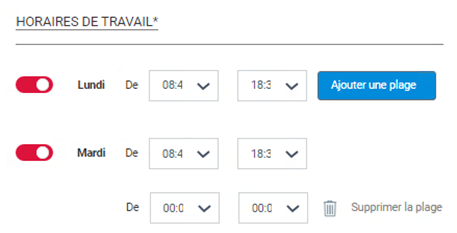 HORAIRES DE TRAVAIL*
Lundi De 08:4 18:3 Ajouter une plage
Mardi De 08:4 18:3
De 00:0 00:0 Supprimer la plage